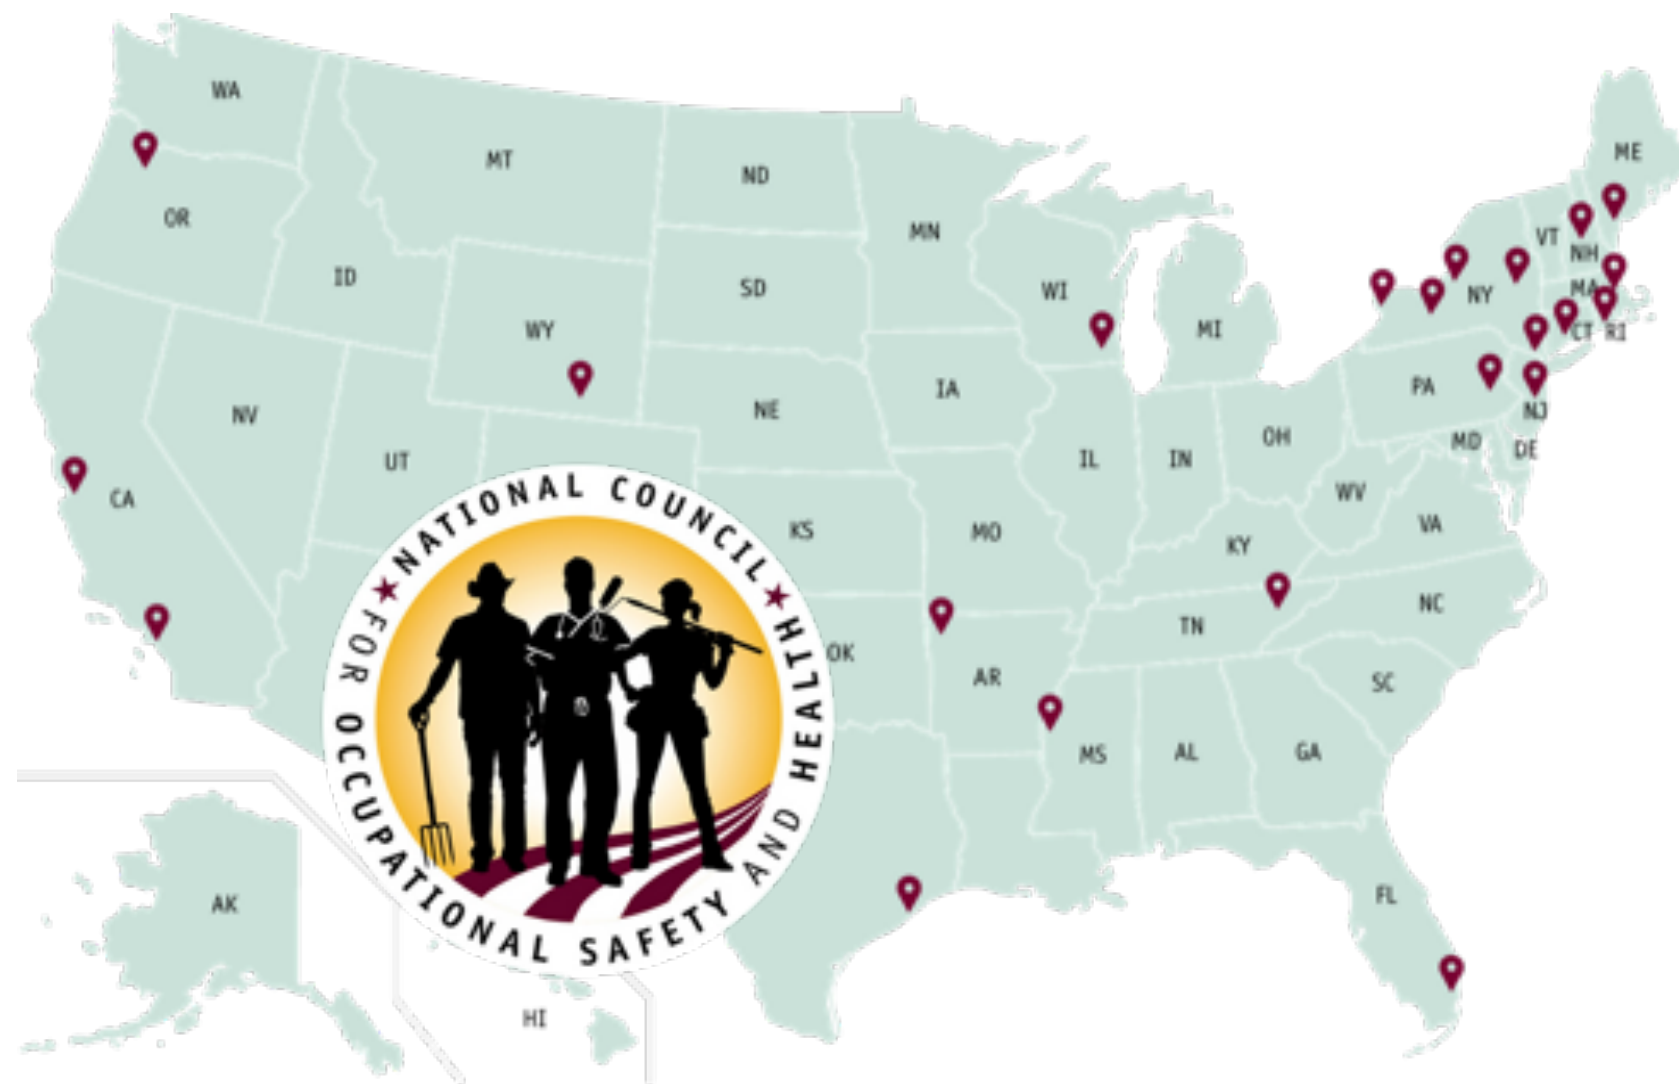 WA
MT
ND
MN
ME
OR
ID
WY
SD
WI
MI
VT
NH
NY
MA
CT
RI
NV
UT
NE
IA
IL
IN
OH
PA
NJ
MD
DE
CA
KS
MO
KY
WV
VA
OK
AR
TN
NC
SC
MS
AL
GA
FL
AK
HI
NATIONAL COUNCIL
FOR OCCUPATIONAL SAFETY AND HEALTH